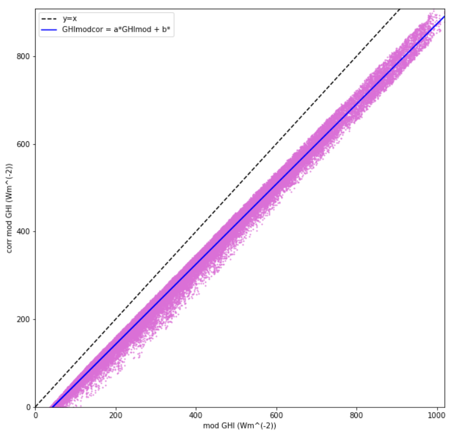 y=x
GHImodcor = a*GHImod + b*
800
600
400
200
0
corr mod GHI (Wm^(-2))
0 200 400 600 800 1000
mod GHI (Wm^(-2))